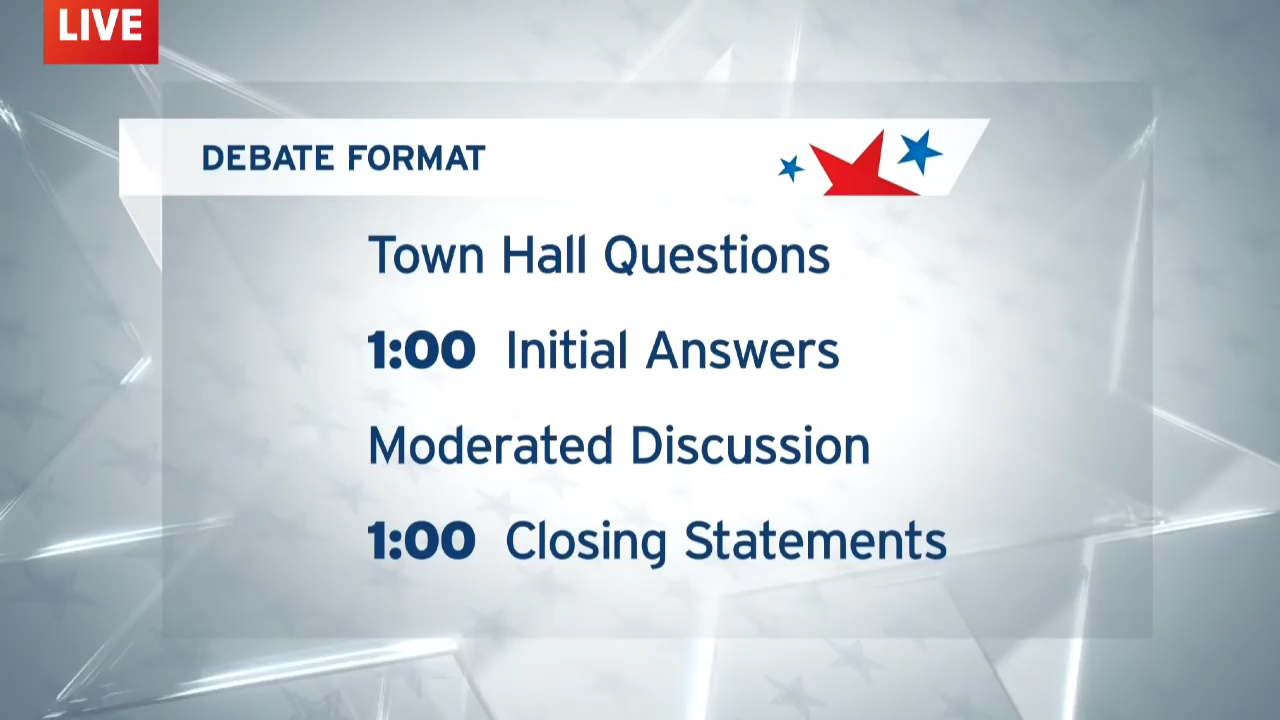 LIVE
DEBATE FORMAT
Town Hall Questions
1:00 Initial Answers
Moderated Discussion
1:00 Closing Statements